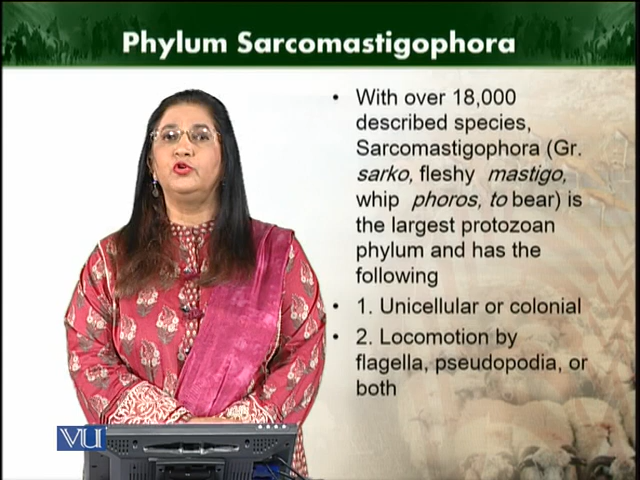 Phylum Sarcomastigophora
• With over 18,000
described species,
Sarcomastigophora (Gr.
sarko, fleshy mastigo,
whip phoros, to bear) is
the largest protozoan
phylum and has the
following
• 1. Unicellular or colonial
• 2. Locomotion by
flagella, pseudopodia, or
both
VU